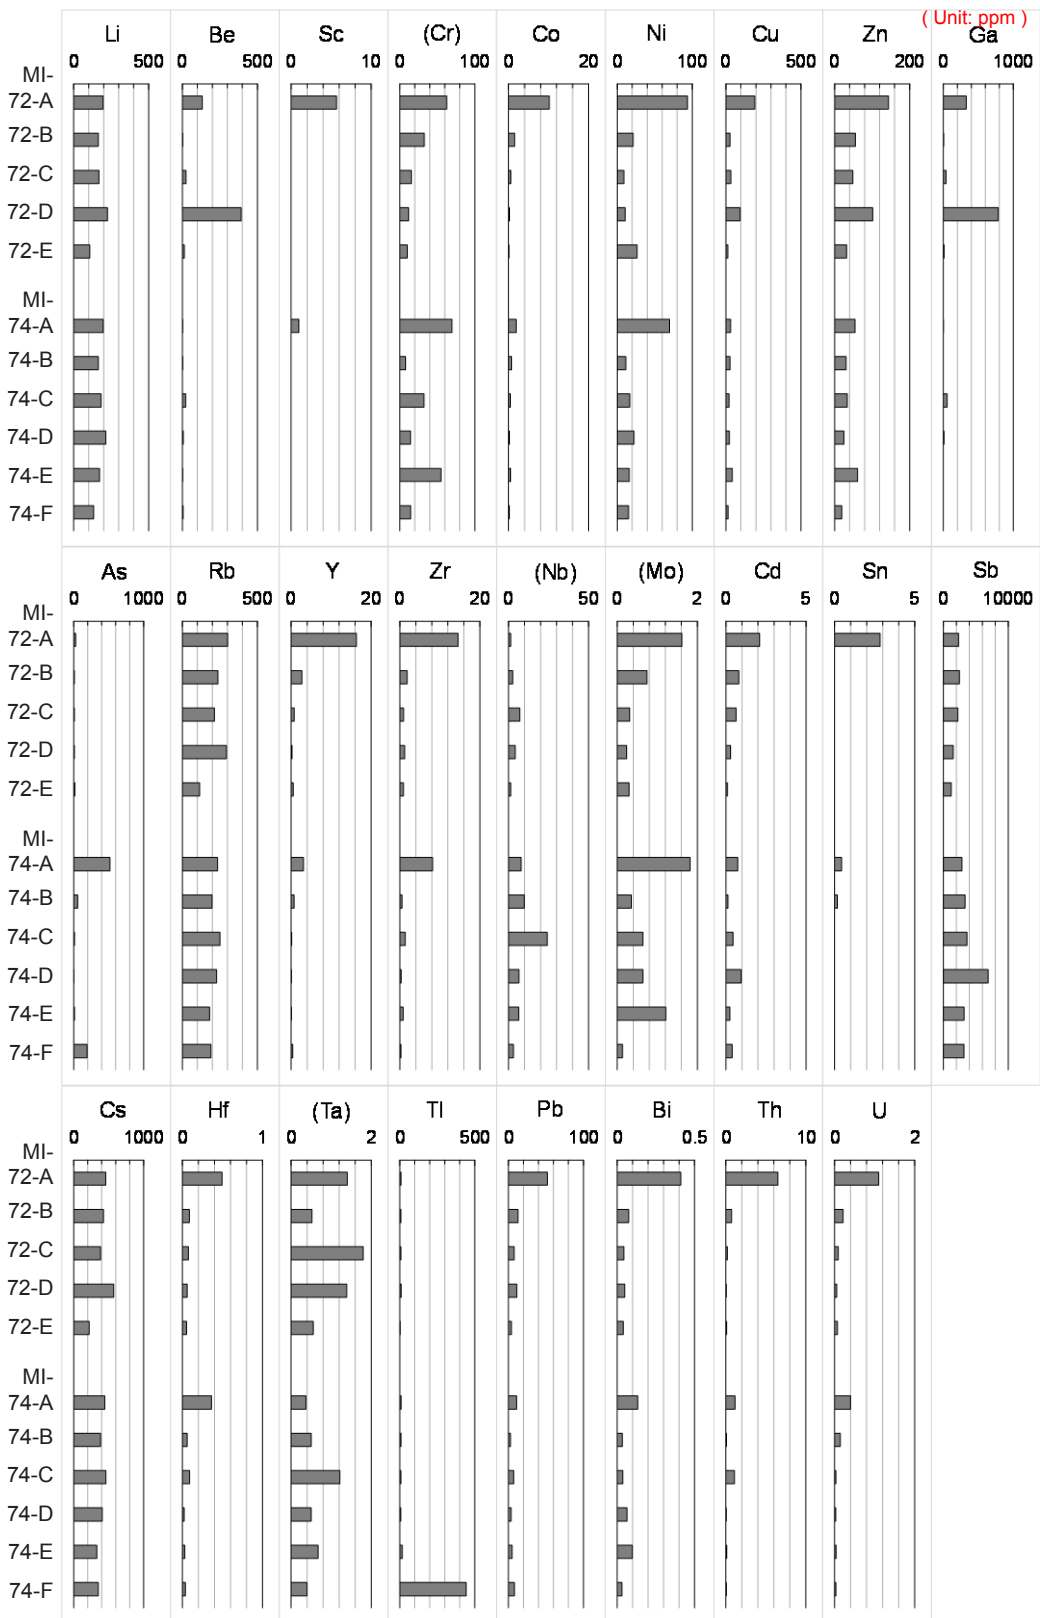 ( Unit: ppm )
Li Be Sc (Cr) Co Ni Cu Zn Ga
0 500 0 500 0 10 0 100 0 20 0 100 0 500 0 200 0 1000
MI-
72-A
72-B
72-C
72-D
72-E
MI-
74-A
74-B
74-C
74-D
74-E
74-F
As Rb Y Zr (Nb) (Mo) Cd Sn Sb
0 1000 0 500 0 20 0 20 0 50 0 2 0 5 0 5 0 10000
MI-
72-A
72-B
72-C
72-D
72-E
MI-
74-A
74-B
74-C
74-D
74-E
74-F
Cs Hf (Ta) Tl Pb Bi Th U
0 1000 0 1 0 2 0 500 0 100 0 0.5 0 10 0 2
MI-
72-A
72-B
72-C
72-D
72-E
MI-
74-A
74-B
74-C
74-D
74-E
74-F